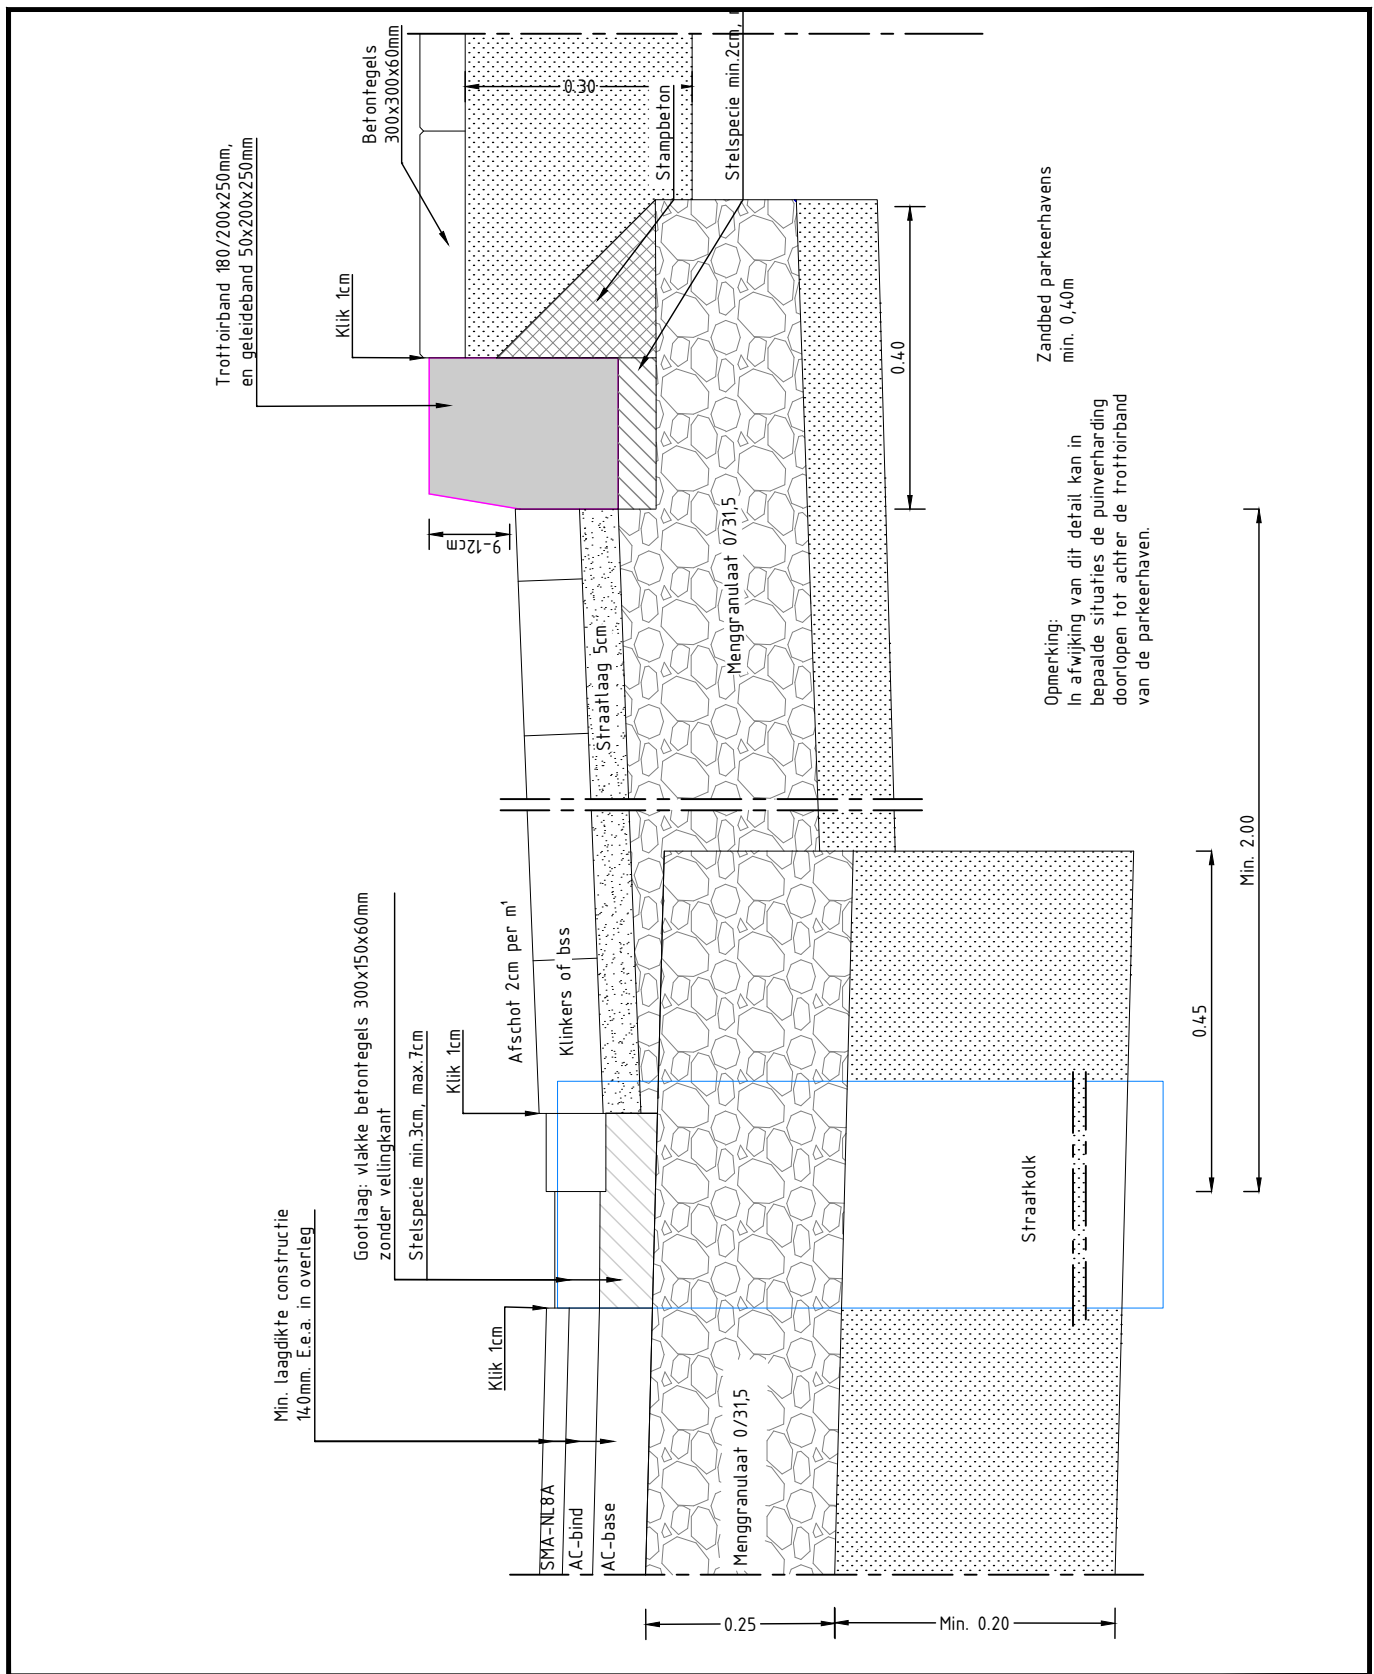 Min. laagdikte constructie
140mm. E.e.a. in overleg
SMA-NL8A
AC-bind
AC-base
Klik 1cm
Gootlaag: vlakke betontegels 300x150x60mm
zonder vellingkant
Stelspecie min.3cm, max.7cm
Klik 1cm
Afschot 2cm per m¹
Klinkers of bss
Straatlaag 5cm
9-12cm
Trottoirband 180/200x250mm,
en geleideband 50x200x250mm
Klik 1cm
Betontegels
300x300x60mm
0.30
Stampbeton
Stelspecie min.2cm,
Menggranulaat 0/31,5
Menggranulaat 0/31,5
0.40
Zandbed parkeerhavens
min. 0,40m
Opmerking:
In afwijking van dit detail kan in
bepaalde situaties de puinverharding
doorlopen tot achter de trottoirband
van de parkeerhaven.
Straatkolk
0.45
Min. 2.00
0.25
Min. 0.20